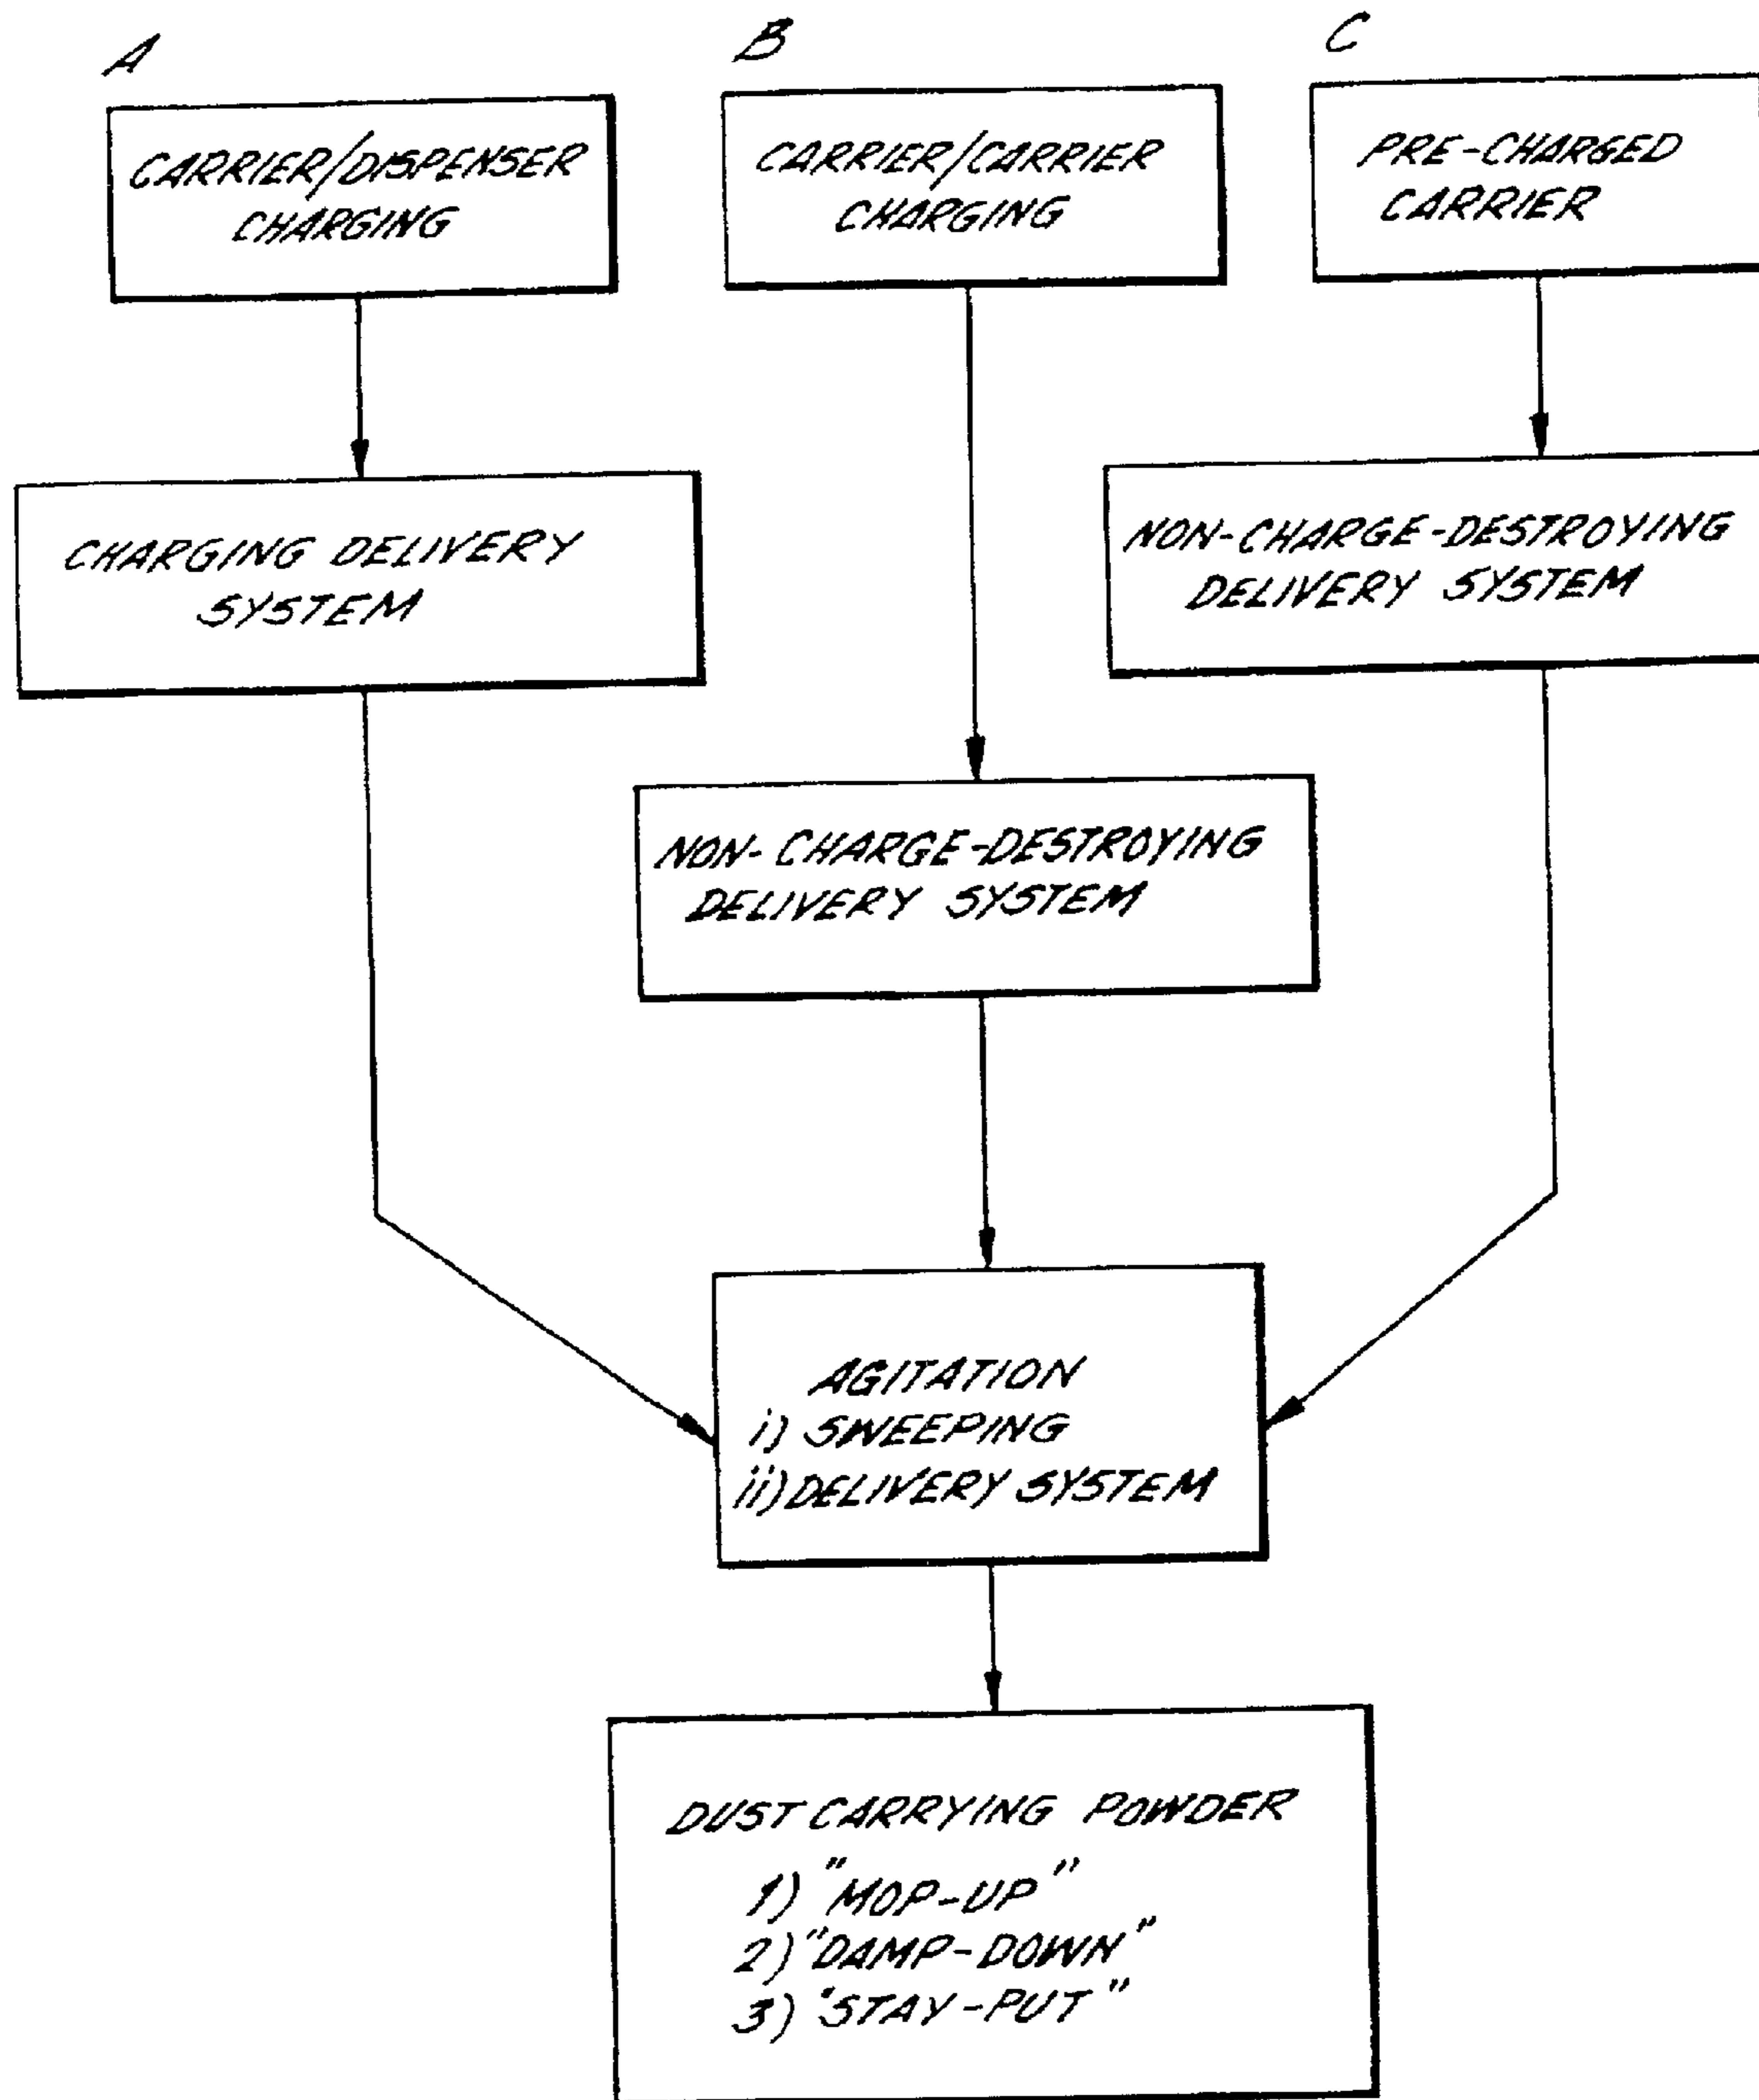 A
B
C
CARRIER/DISPENSER
CHARGING
CARRIER/CARRIER
CHARGING
PRE-CHARGED
CARRIER
CHARGING DELIVERY
SYSTEM
NON-CHARGE-DESTROYING
DELIVERY SYSTEM
NON-CHARGE-DESTROYING
DELIVERY SYSTEM
AGITATION
i) SWEEPING
ii) DELIVERY SYSTEM
DUST CARRYING POWDER
1) "MOP-UP"
2) "DAMP-DOWN"
3) "STAY-PUT"